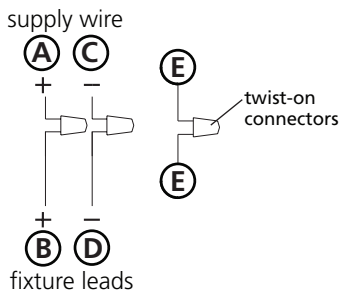 supply wire
A C E
+ −
twist-on
connectors
E
+ −
B D
fixture leads